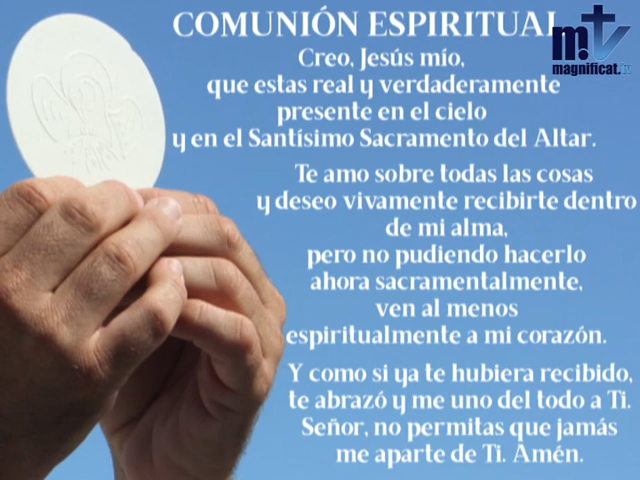 COMUNIÓN ESPIRITUAL
m.tv
magnificat.tv
Creo, Jesús mío,
que estas real y verdaderamente
presente en el cielo
y en el Santísimo Sacramento del Altar.
Te amo sobre todas las cosas
y deseo vivamente recibirte dentro
de mi alma,
pero no pudiendo hacerlo
ahora sacramentalmente,
ven al menos
espiritualmente a mi corazón.
Y como si ya te hubiera recibido,
te abrazó y me uno del todo a Ti.
Señor, no permitas que jamás
me aparte de Ti. Amén.